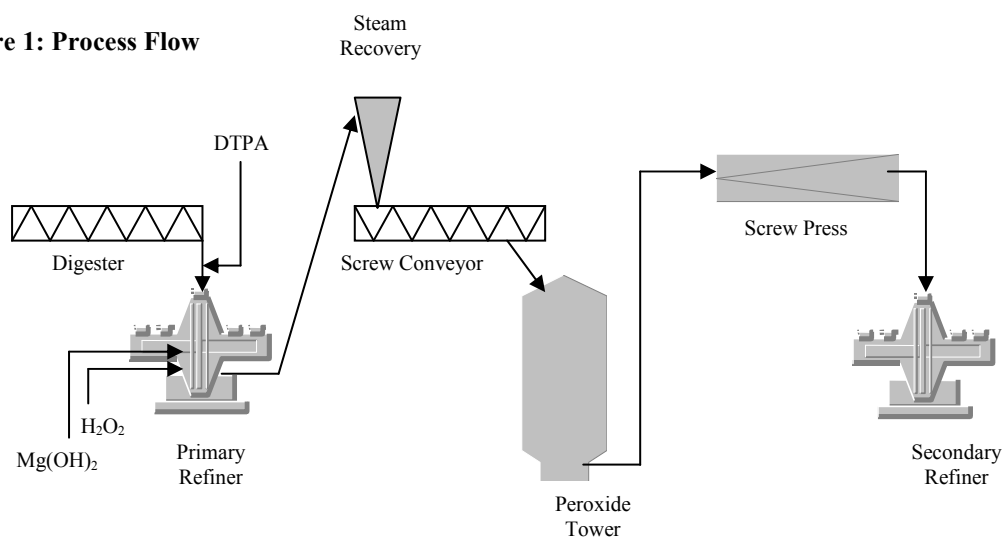 re 1: Process Flow
Steam
Recovery
DTPA
Digester
Screw Conveyor
Screw Press
H₂O₂
Mg(OH)₂
Primary
Refiner
Peroxide
Tower
Secondary
Refiner